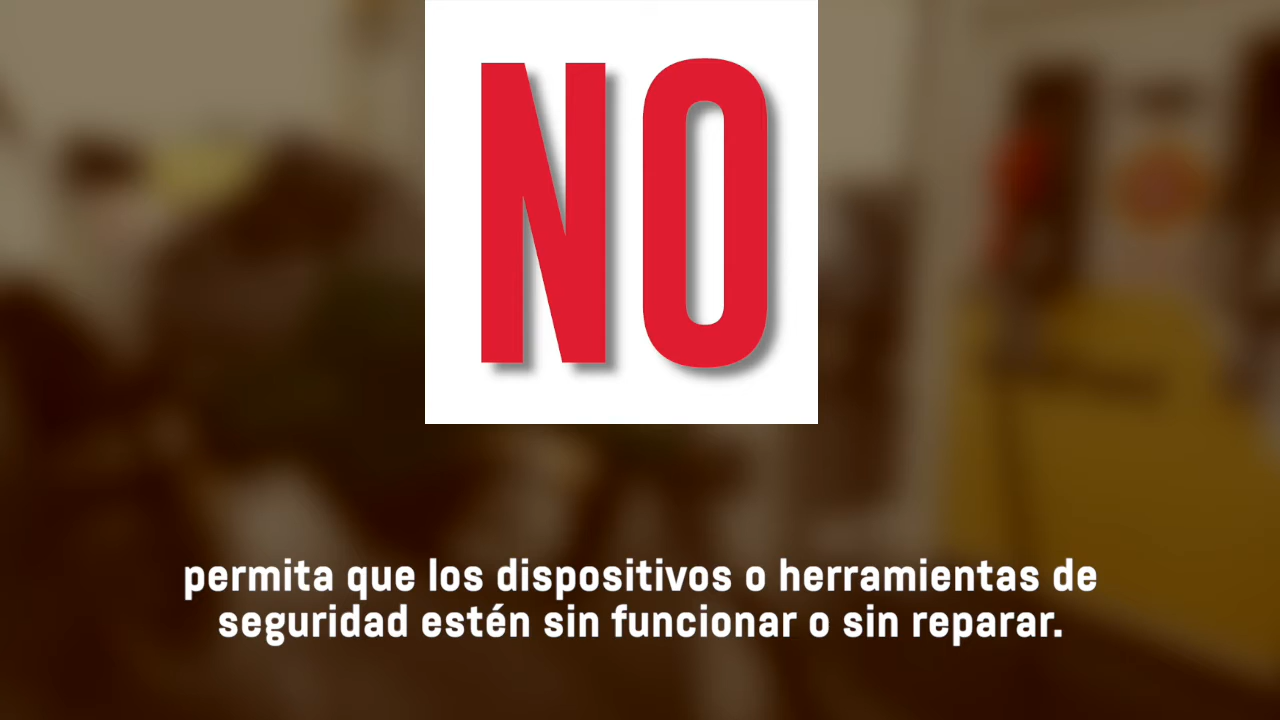 NO
permita que los dispositivos o herramientas de
seguridad estén sin funcionar o sin reparar.